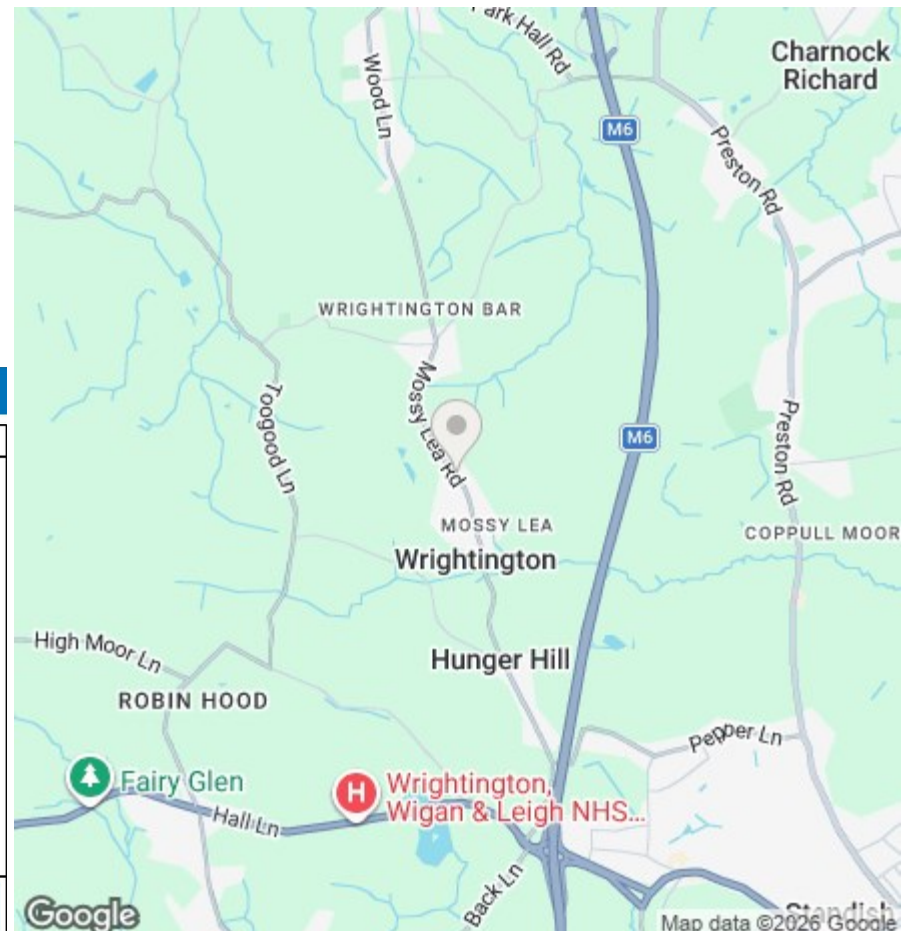 Park Hall Rd
Charnock
Richard
Wood Ln
M6
Preston Rd
WRIGHTINGTON BAR
Mossy Lea Rd
Toogood Ln
Preston Rd
M6
MOSSY LEA
COPPULL MOOR
Wrightington
High Moor Ln
Hunger Hill
ROBIN HOOD
Pepper Ln
Fairy Glen
H
Wrightington,
Wigan & Leigh NHS...
Hall Ln
Back Ln
Standish
Google
Map data ©2026 Google